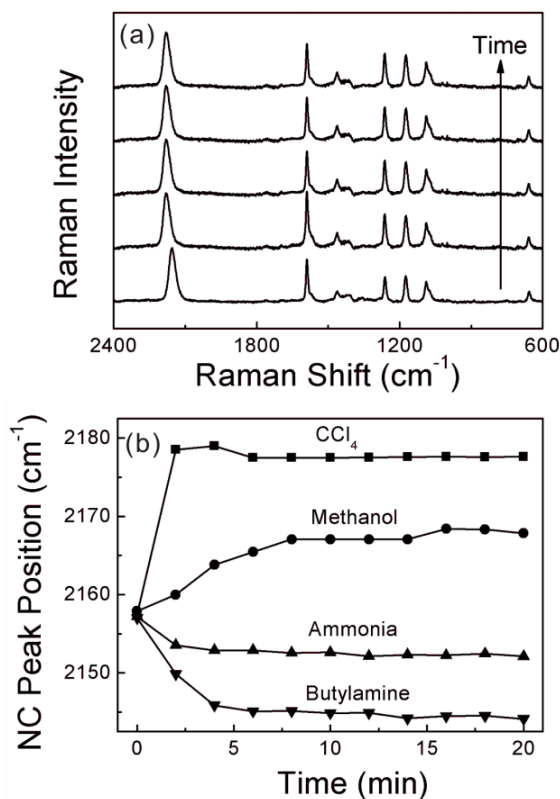 (a)
Time
Raman Intensity
2400 1800 1200 600
Raman Shift (cm⁻¹)
(b)
CCl₄
Methanol
Ammonia
Butylamine
2180
2170
2160
2150
NC Peak Position (cm⁻¹)
0 5 10 15 20
Time (min)